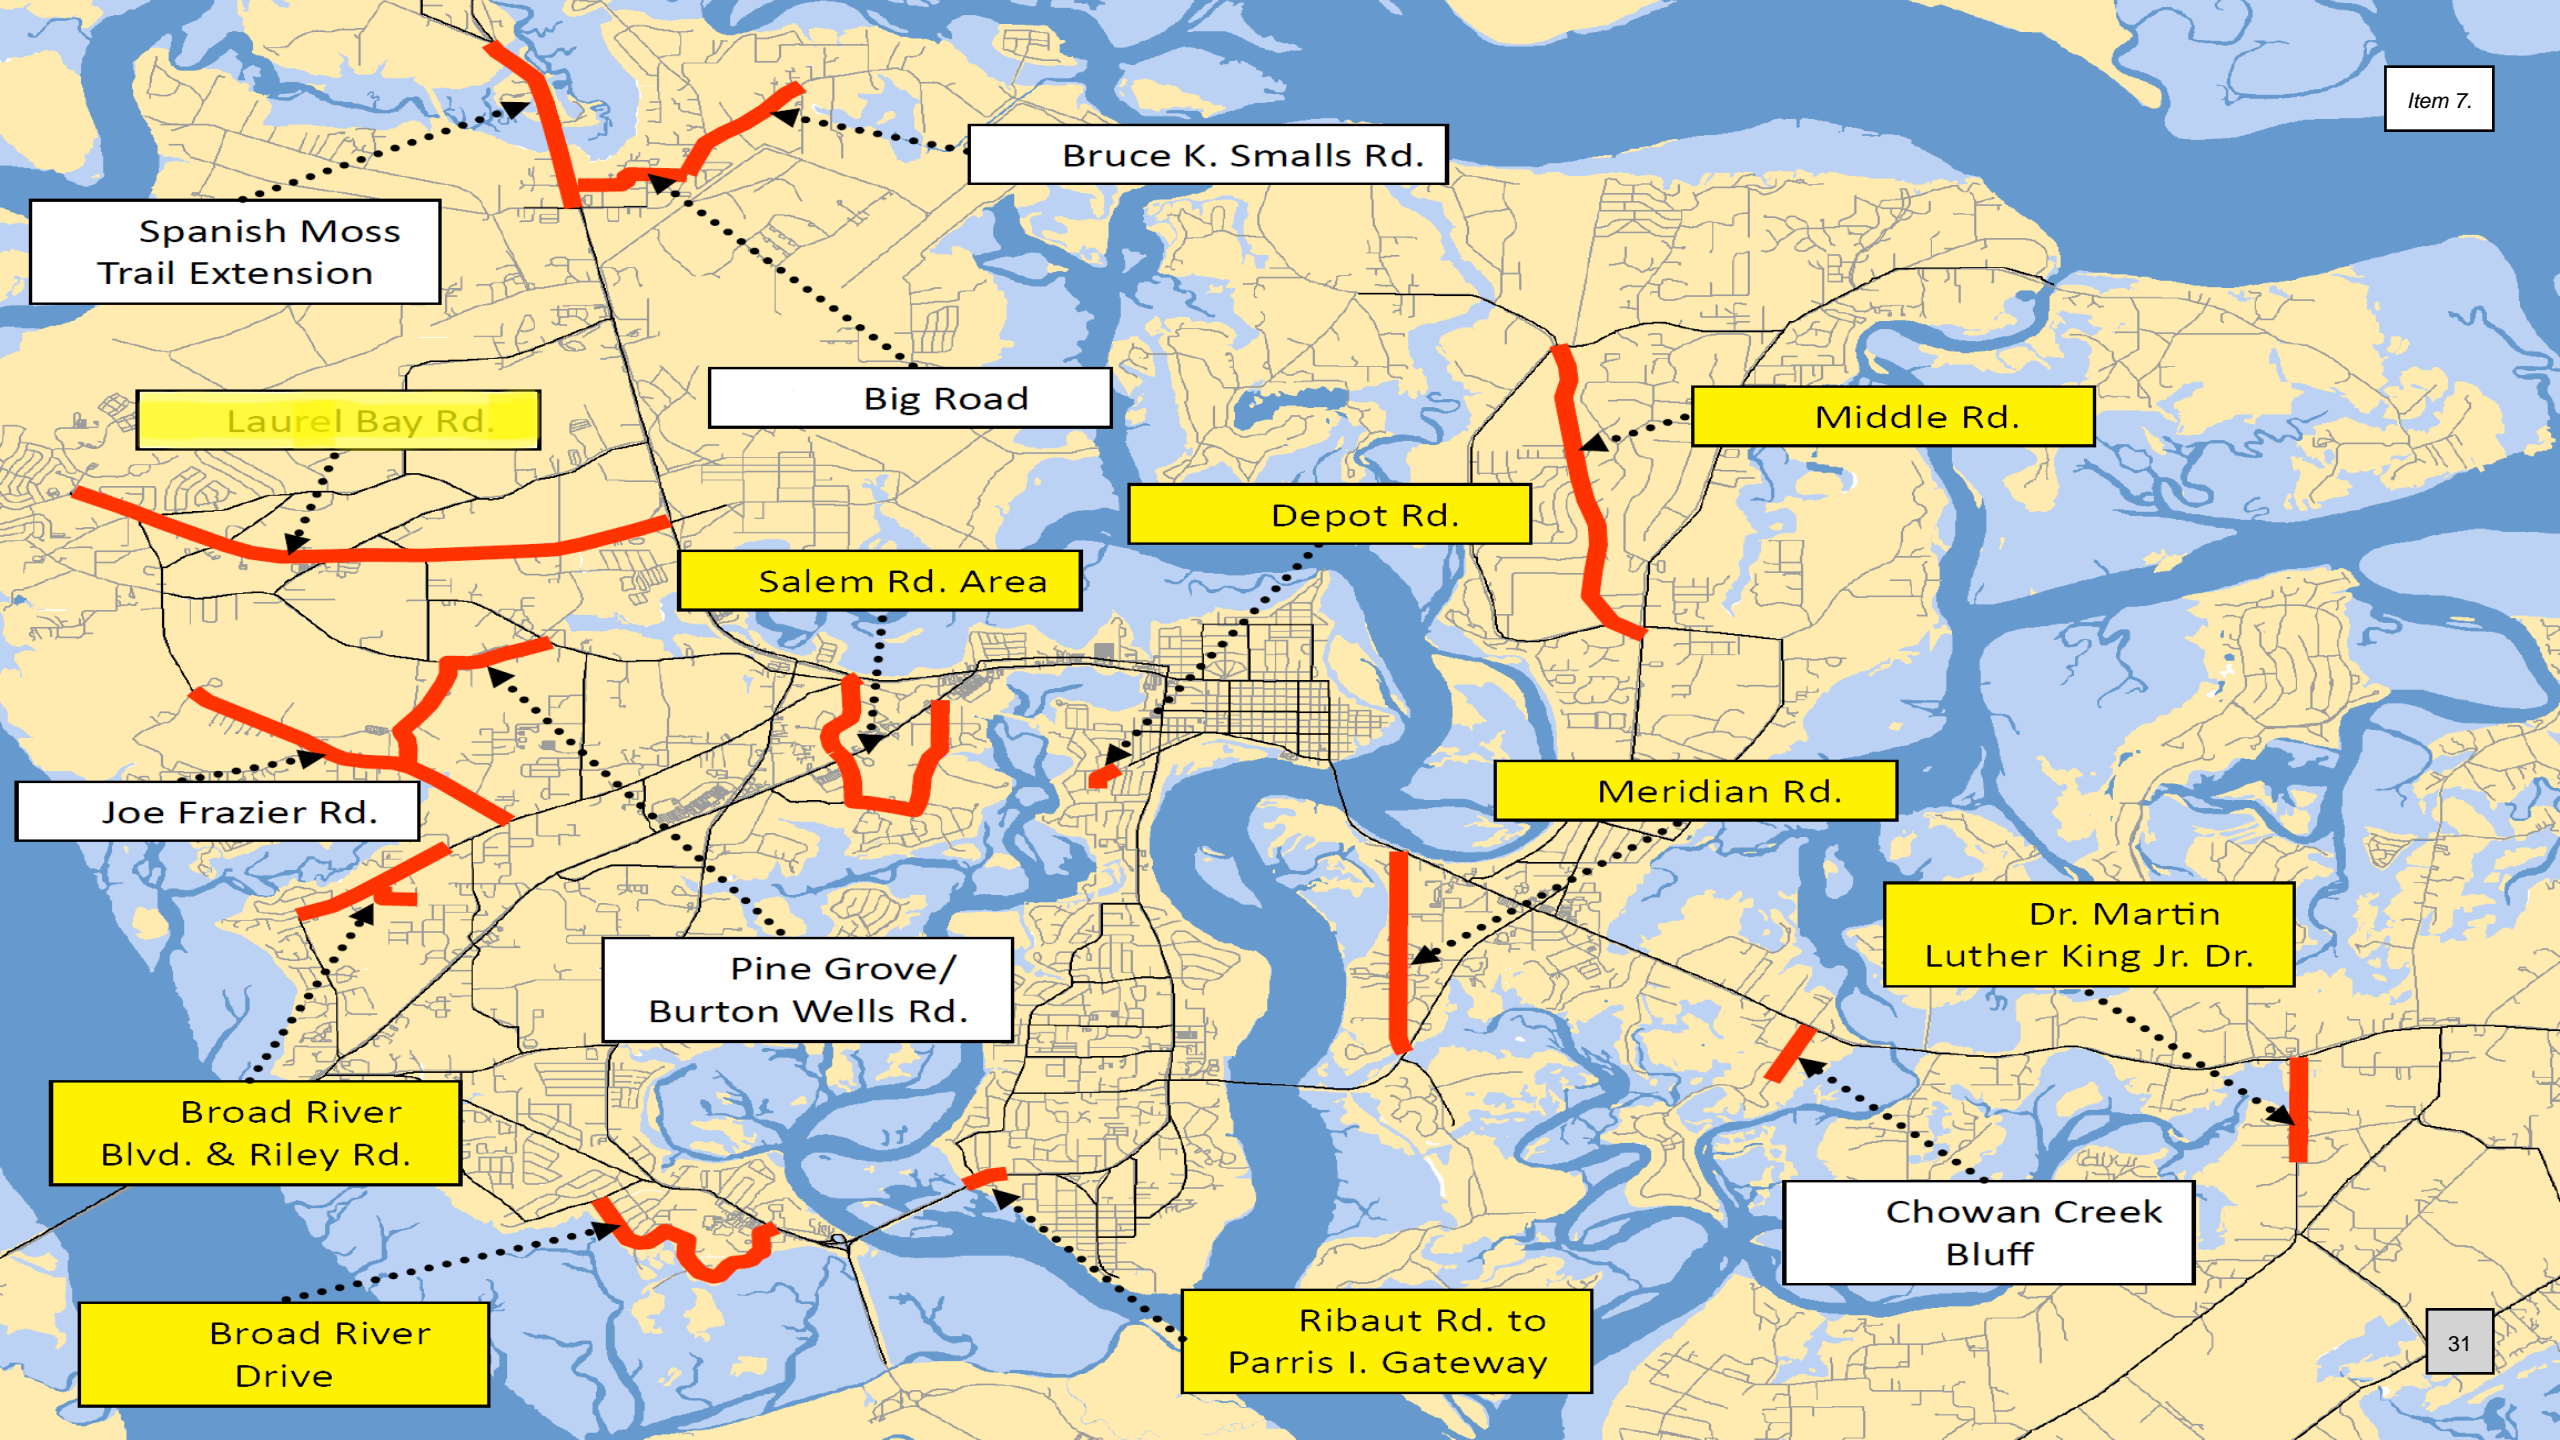 Item 7.
Bruce K. Smalls Rd.
Spanish Moss
Trail Extension
Big Road
Laurel Bay Rd.
Middle Rd.
Depot Rd.
Salem Rd. Area
Joe Frazier Rd.
Meridian Rd.
Dr. Martin
Luther King Jr. Dr.
Pine Grove/
Burton Wells Rd.
Broad River
Blvd. & Riley Rd.
Chowan Creek
Bluff
Broad River
Drive
Ribaut Rd. to
Parris I. Gateway
31